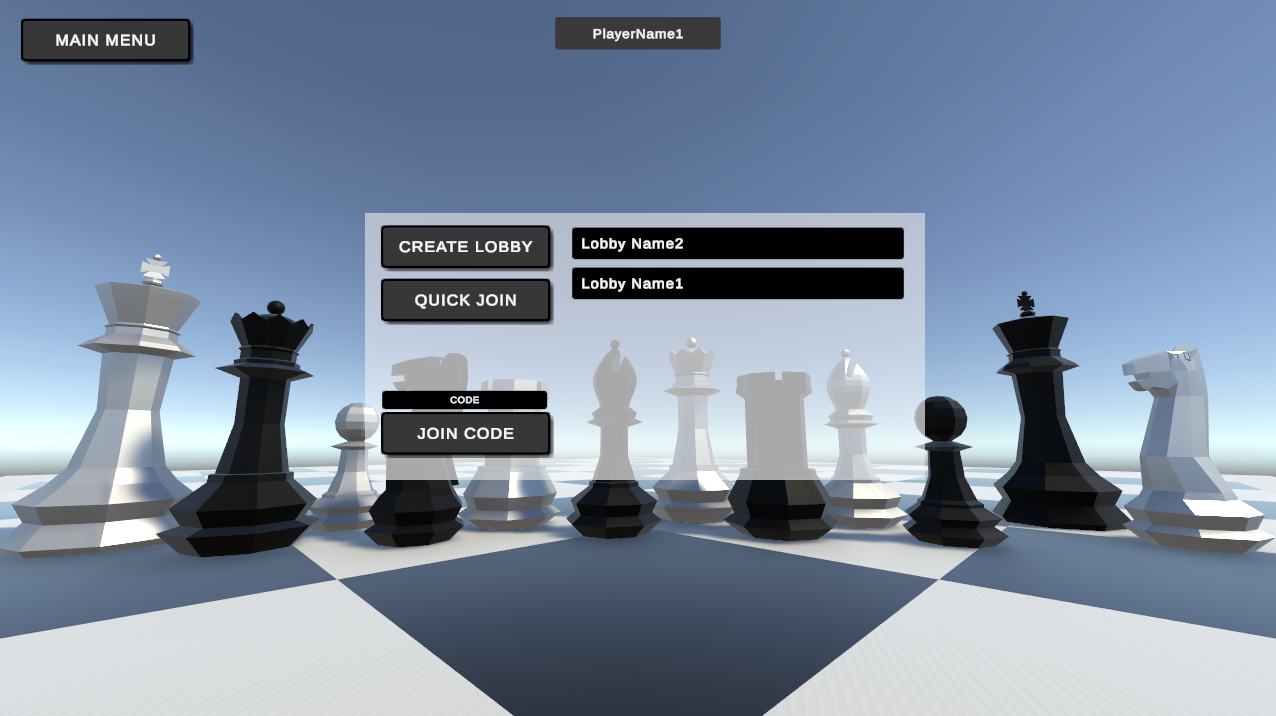 MAIN MENU
PlayerName1
CREATE LOBBY
QUICK JOIN
CODE
JOIN CODE
Lobby Name2
Lobby Name1